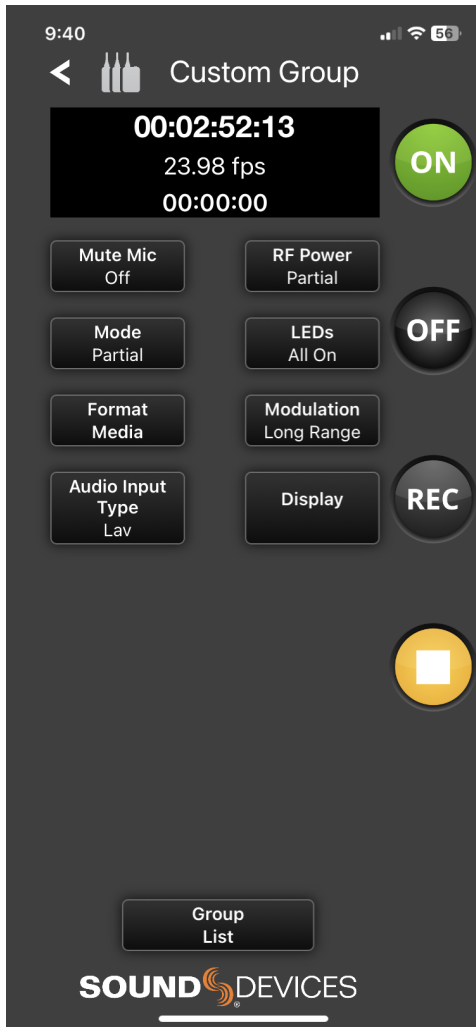 9:40
56
Custom Group
00:02:52:13
23.98 fps
00:00:00
ON
Mute Mic
Off
RF Power
Partial
Mode
Partial
LEDs
All On
OFF
Format
Media
Modulation
Long Range
Audio Input
Type
Lav
Display
REC
Group
List
SOUND DEVICES